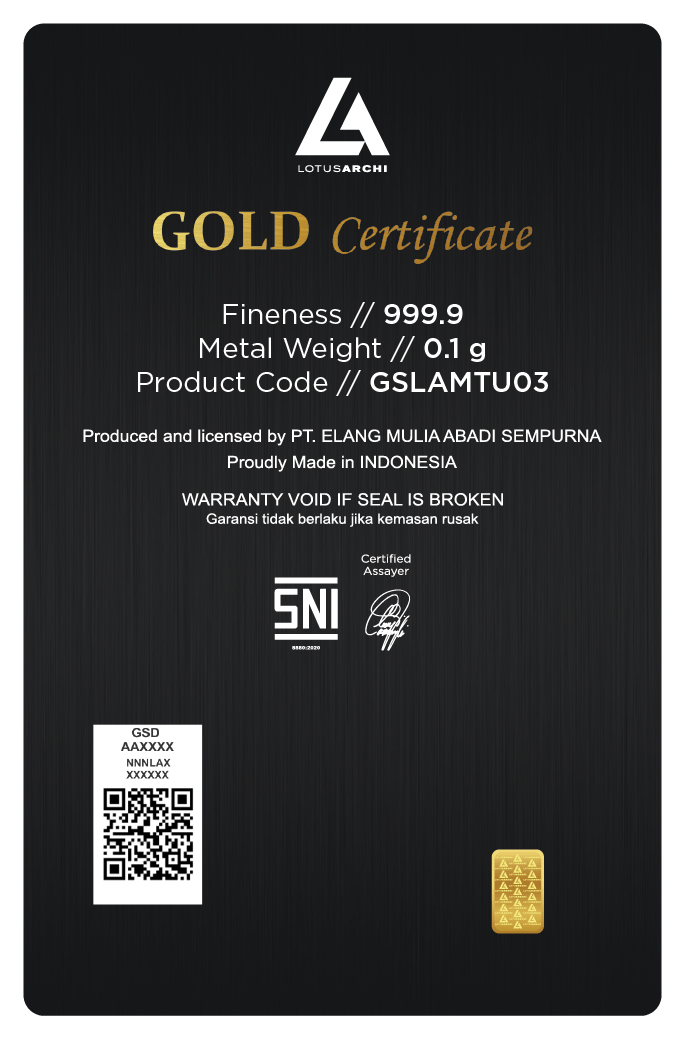 LOTUSARCHI
GOLD Certificate
Fineness // 999.9
Metal Weight // 0.1 g
Product Code // GSLAMTU03
Produced and licensed by PT. ELANG MULIA ABADI SEMPURNA
Proudly Made in INDONESIA
WARRANTY VOID IF SEAL IS BROKEN
Garansi tidak berlaku jika kemasan rusak
Certified
Assayer
SNI
8880:2020
GSD
AAXXXX
NNNLAX
XXXXXX